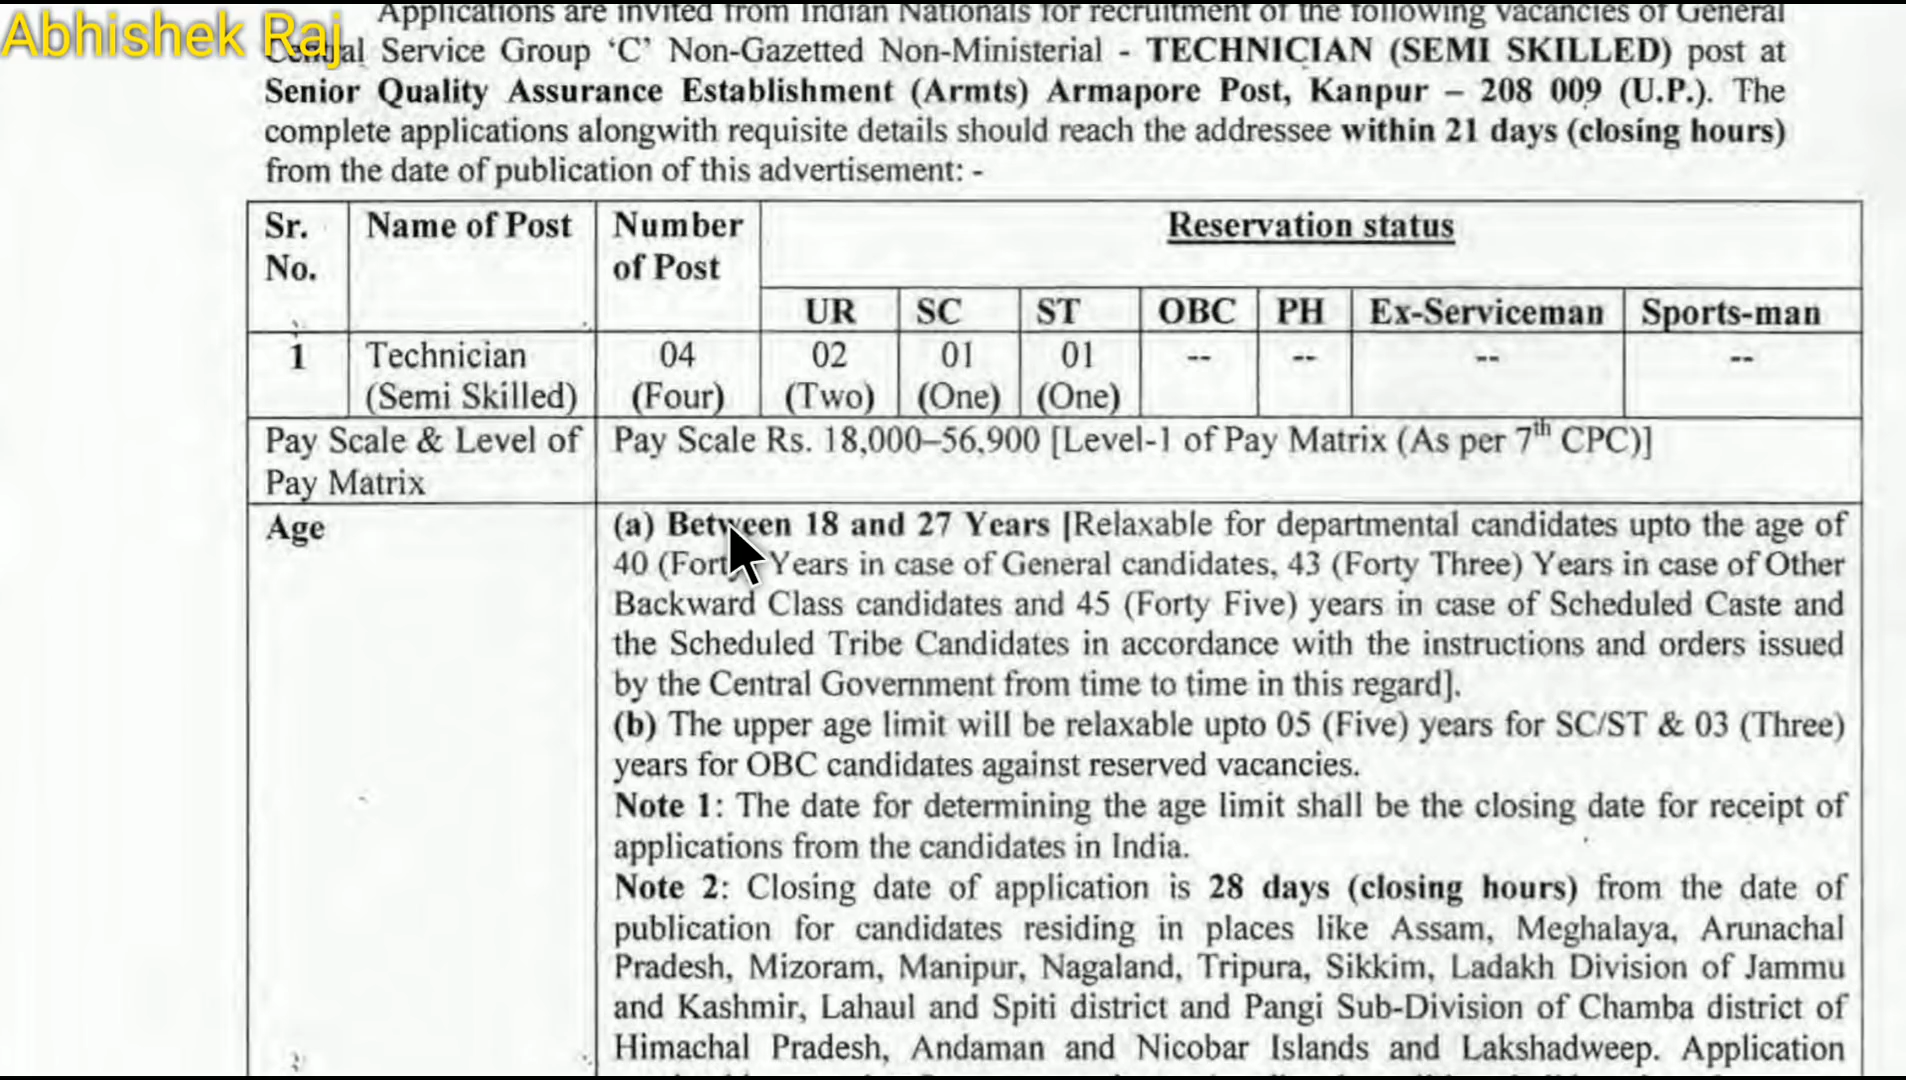 Abhishek Raj
Applications are invited from Indian Nationals for recruitment of the following vacancies of General
Central Service Group ‘C’ Non-Gazetted Non-Ministerial - TECHNICIAN (SEMI SKILLED) post at
Senior Quality Assurance Establishment (Armts) Armapore Post, Kanpur – 208 009 (U.P.). The
complete applications alongwith requisite details should reach the addressee within 21 days (closing hours)
from the date of publication of this advertisement: -
Sr. No. Name of Post Number of Post Reservation status
UR SC ST OBC PH Ex-Serviceman Sports-man
1 Technician 04 02 01 01 -- -- -- --
(Semi Skilled) (Four) (Two) (One) (One)
Pay Scale & Level of Pay Scale Rs. 18,000–56,900 [Level-1 of Pay Matrix (As per 7th CPC)]
Pay Matrix
Age (a) Between 18 and 27 Years [Relaxable for departmental candidates upto the age of
40 (Forty) Years in case of General candidates, 43 (Forty Three) Years in case of Other
Backward Class candidates and 45 (Forty Five) years in case of Scheduled Caste and
the Scheduled Tribe Candidates in accordance with the instructions and orders issued
by the Central Government from time to time in this regard].
(b) The upper age limit will be relaxable upto 05 (Five) years for SC/ST & 03 (Three)
years for OBC candidates against reserved vacancies.
Note 1: The date for determining the age limit shall be the closing date for receipt of
applications from the candidates in India.
Note 2: Closing date of application is 28 days (closing hours) from the date of
publication for candidates residing in places like Assam, Meghalaya, Arunachal
Pradesh, Mizoram, Manipur, Nagaland, Tripura, Sikkim, Ladakh Division of Jammu
and Kashmir, Lahaul and Spiti district and Pangi Sub-Division of Chamba district of
Himachal Pradesh, Andaman and Nicobar Islands and Lakshadweep. Application